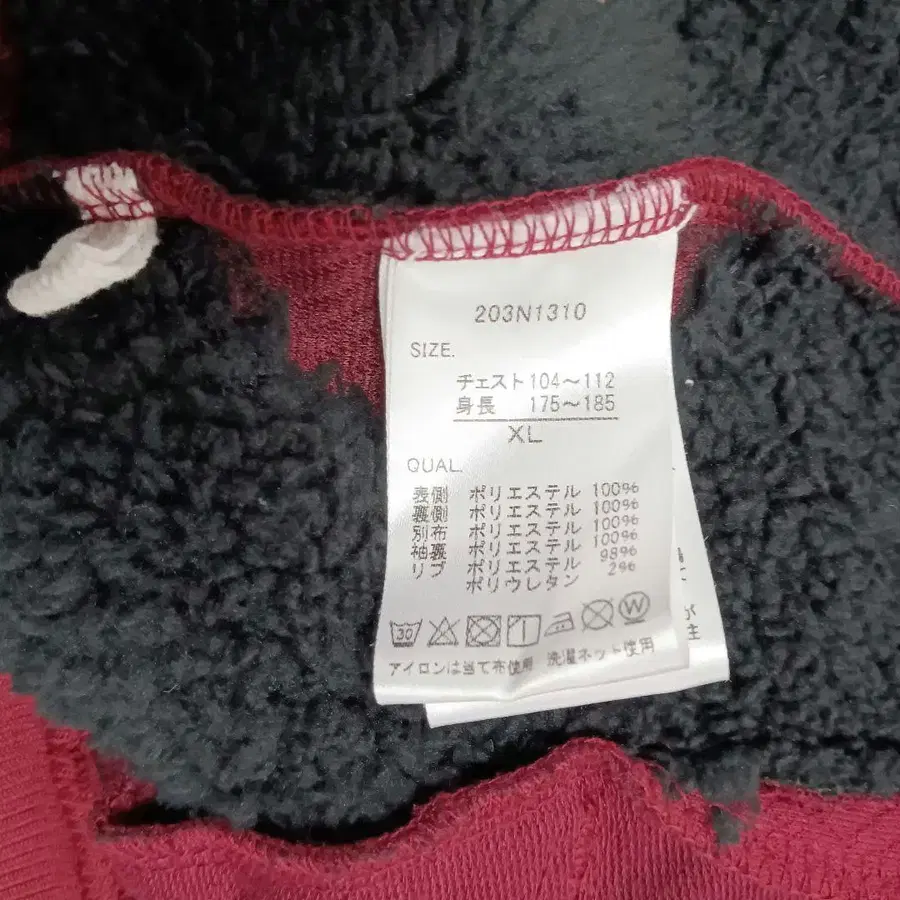 203N1310
SIZE.
チェスト 104～112
身長 175～185
XL
QUAL.
表側 ポリエステル 100%
裏側 ポリエステル 100%
別布 ポリエステル 100%
袖裏 ポリエステル 100%
リブ ポリエステル 98%
ポリウレタン 2%
30 W
アイロンは当て布使用 洗濯ネット使用
が
主